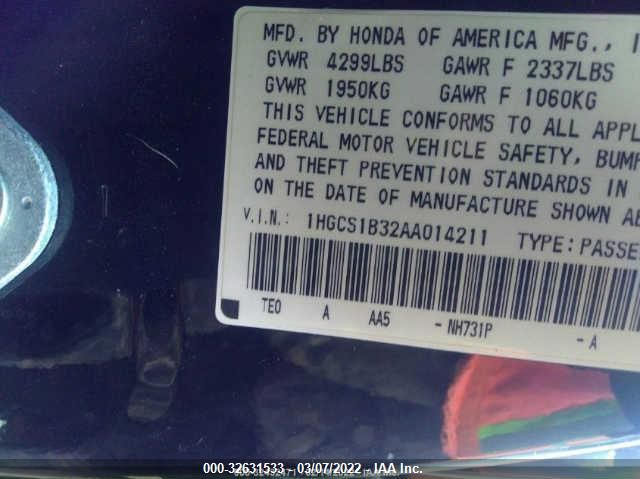 MFD. BY HONDA OF AMERICA MFG., I
GVWR 4299LBS GAWR F 2337LBS
GVWR 1950KG GAWR F 1060KG
THIS VEHICLE CONFORMS TO ALL APPL
FEDERAL MOTOR VEHICLE SAFETY, BUMP
AND THEFT PREVENTION STANDARDS IN
ON THE DATE OF MANUFACTURE SHOWN AB
V.I.N.: 1HGCS1B32AA014211 TYPE:PASSE
TE0 A AA5 -NH731P -A
000-32631533 - 03/07/2022 - IAA Inc.